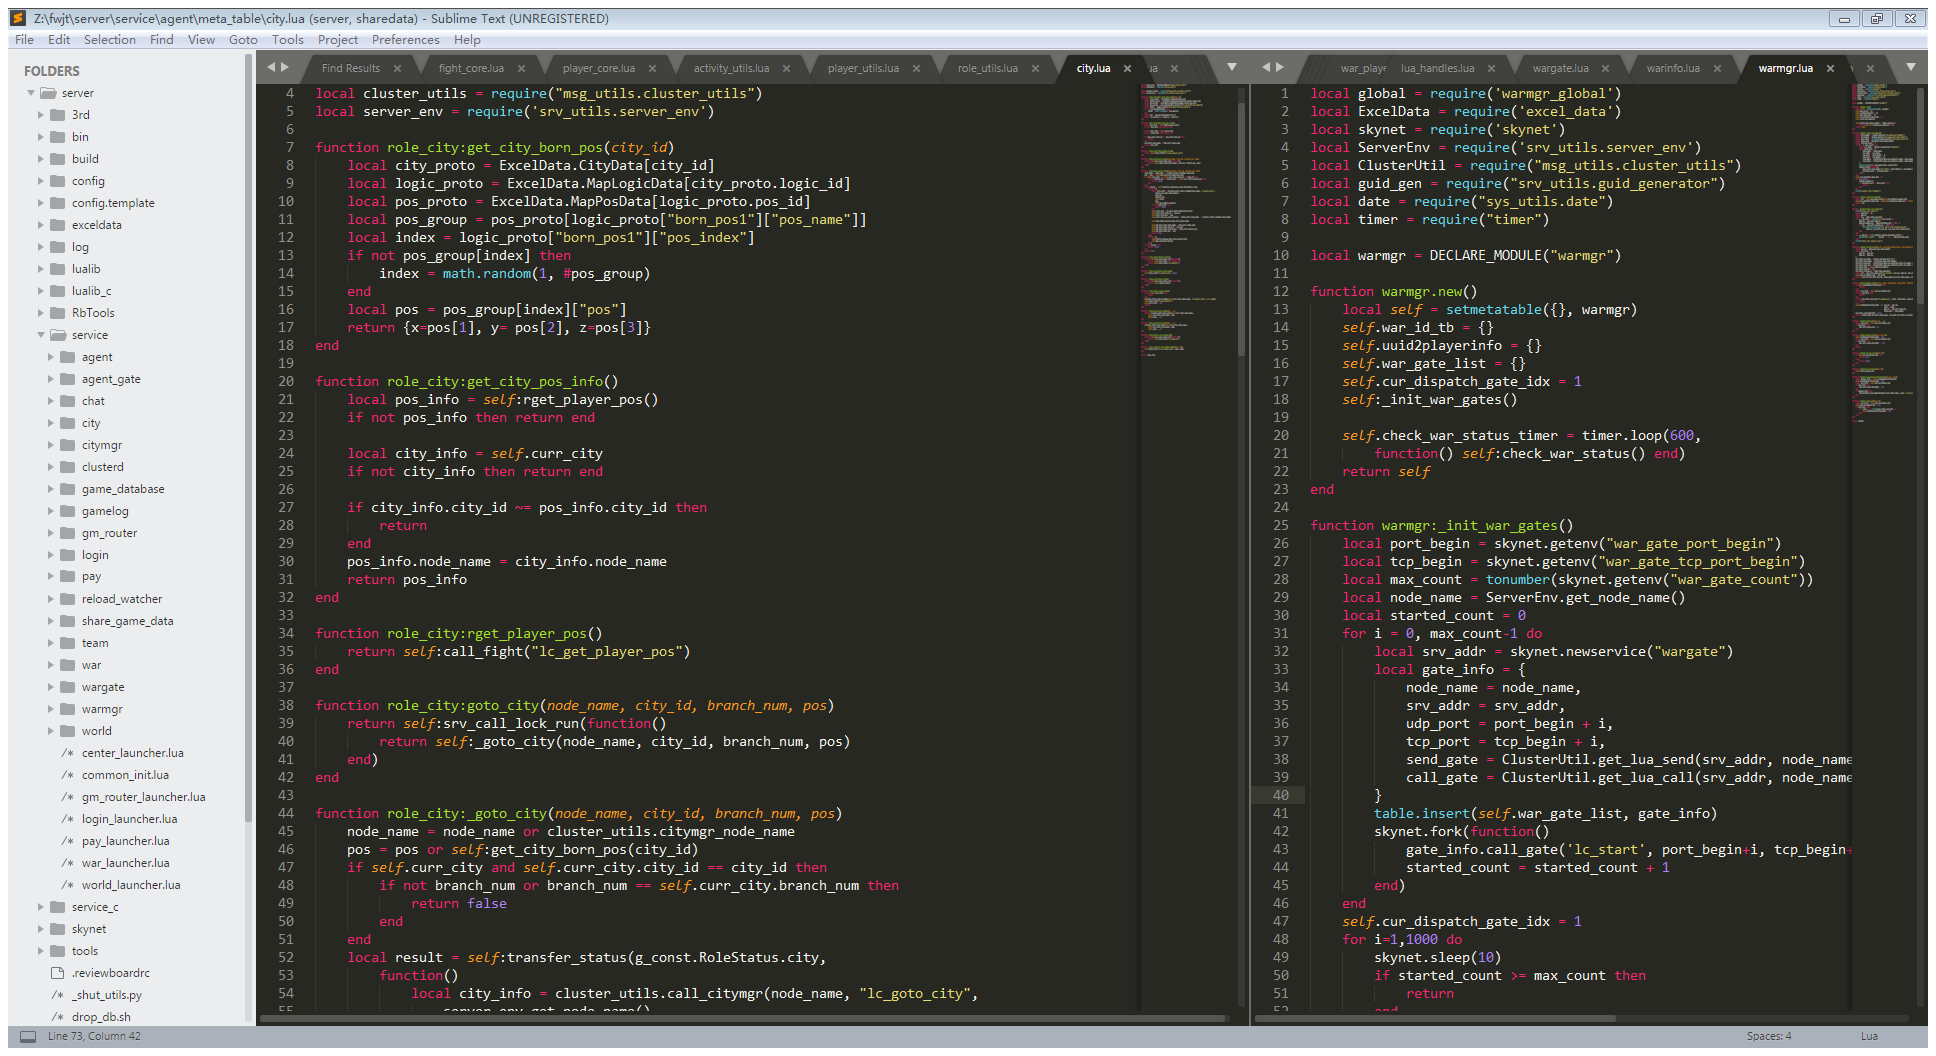 Z:\fwjt\server\service\agent\meta_table\city.lua (server, sharedata) - Sublime Text (UNREGISTERED)
File Edit Selection Find View Goto Tools Project Preferences Help
FOLDERS
server
3rd
bin
build
config
config.template
exceldata
log
lualib
lualib_c
RbTools
service
agent
agent_gate
chat
city
citymgr
clusterd
game_database
gamelog
gm_router
login
pay
reload_watcher
share_game_data
team
war
wargate
warmgr
world
/* center_launcher.lua
/* common_init.lua
/* gm_router_launcher.lua
/* login_launcher.lua
/* pay_launcher.lua
/* war_launcher.lua
/* world_launcher.lua
service_c
skynet
tools
.reviewboardrc
/* _shut_utils.py
/* drop_db.sh
Find Results × fight_core.lua × player_core.lua × activity_utils.lua × player_utils.lua × role_utils.lua × city.lua × ua ×
4 local cluster_utils = require("msg_utils.cluster_utils")
5 local server_env = require('srv_utils.server_env')
6
7 function role_city:get_city_born_pos(city_id)
8 local city_proto = ExcelData.CityData[city_id]
9 local logic_proto = ExcelData.MapLogicData[city_proto.logic_id]
10 local pos_proto = ExcelData.MapPosData[logic_proto.pos_id]
11 local pos_group = pos_proto[logic_proto["born_pos1"]["pos_name"]]
12 local index = logic_proto["born_pos1"]["pos_index"]
13 if not pos_group[index] then
14 index = math.random(1, #pos_group)
15 end
16 local pos = pos_group[index]["pos"]
17 return {x=pos[1], y= pos[2], z=pos[3]}
18 end
19
20 function role_city:get_city_pos_info()
21 local pos_info = self:rget_player_pos()
22 if not pos_info then return end
23
24 local city_info = self.curr_city
25 if not city_info then return end
26
27 if city_info.city_id ~= pos_info.city_id then
28 return
29 end
30 pos_info.node_name = city_info.node_name
31 return pos_info
32 end
33
34 function role_city:rget_player_pos()
35 return self:call_fight("lc_get_player_pos")
36 end
37
38 function role_city:goto_city(node_name, city_id, branch_num, pos)
39 return self:srv_call_lock_run(function()
40 return self:_goto_city(node_name, city_id, branch_num, pos)
41 end)
42 end
43
44 function role_city:_goto_city(node_name, city_id, branch_num, pos)
45 node_name = node_name or cluster_utils.citymgr_node_name
46 pos = pos or self:get_city_born_pos(city_id)
47 if self.curr_city and self.curr_city.city_id == city_id then
48 if not branch_num or branch_num == self.curr_city.branch_num then
49 return false
50 end
51 end
52 local result = self:transfer_status(g_const.RoleStatus.city,
53 function()
54 local city_info = cluster_utils.call_citymgr(node_name, "lc_goto_city",
55 server_env.get_node_name()
war_playe lua_handles.lua × wargate.lua × warinfo.lua × warmgr.lua × ×
1 local global = require('warmgr_global')
2 local ExcelData = require('excel_data')
3 local skynet = require('skynet')
4 local ServerEnv = require('srv_utils.server_env')
5 local ClusterUtil = require("msg_utils.cluster_utils")
6 local guid_gen = require("srv_utils.guid_generator")
7 local date = require("sys_utils.date")
8 local timer = require("timer")
9
10 local warmgr = DECLARE_MODULE("warmgr")
11
12 function warmgr.new()
13 local self = setmetatable({}, warmgr)
14 self.war_id_tb = {}
15 self.uuid2playerinfo = {}
16 self.war_gate_list = {}
17 self.cur_dispatch_gate_idx = 1
18 self:_init_war_gates()
19
20 self.check_war_status_timer = timer.loop(600,
21 function() self:check_war_status() end)
22 return self
23 end
24
25 function warmgr:_init_war_gates()
26 local port_begin = skynet.getenv("war_gate_port_begin")
27 local tcp_begin = skynet.getenv("war_gate_tcp_port_begin")
28 local max_count = tonumber(skynet.getenv("war_gate_count"))
29 local node_name = ServerEnv.get_node_name()
30 local started_count = 0
31 for i = 0, max_count-1 do
32 local srv_addr = skynet.newservice("wargate")
33 local gate_info = {
34 node_name = node_name,
35 srv_addr = srv_addr,
36 udp_port = port_begin + i,
37 tcp_port = tcp_begin + i,
38 send_gate = ClusterUtil.get_lua_send(srv_addr, node_name
39 call_gate = ClusterUtil.get_lua_call(srv_addr, node_name
40 }
41 table.insert(self.war_gate_list, gate_info)
42 skynet.fork(function()
43 gate_info.call_gate('lc_start', port_begin+i, tcp_begin+
44 started_count = started_count + 1
45 end)
46 end
47 self.cur_dispatch_gate_idx = 1
48 for i=1,1000 do
49 skynet.sleep(10)
50 if started_count >= max_count then
51 return
52 end
Line 73, Column 42
Spaces: 4
Lua